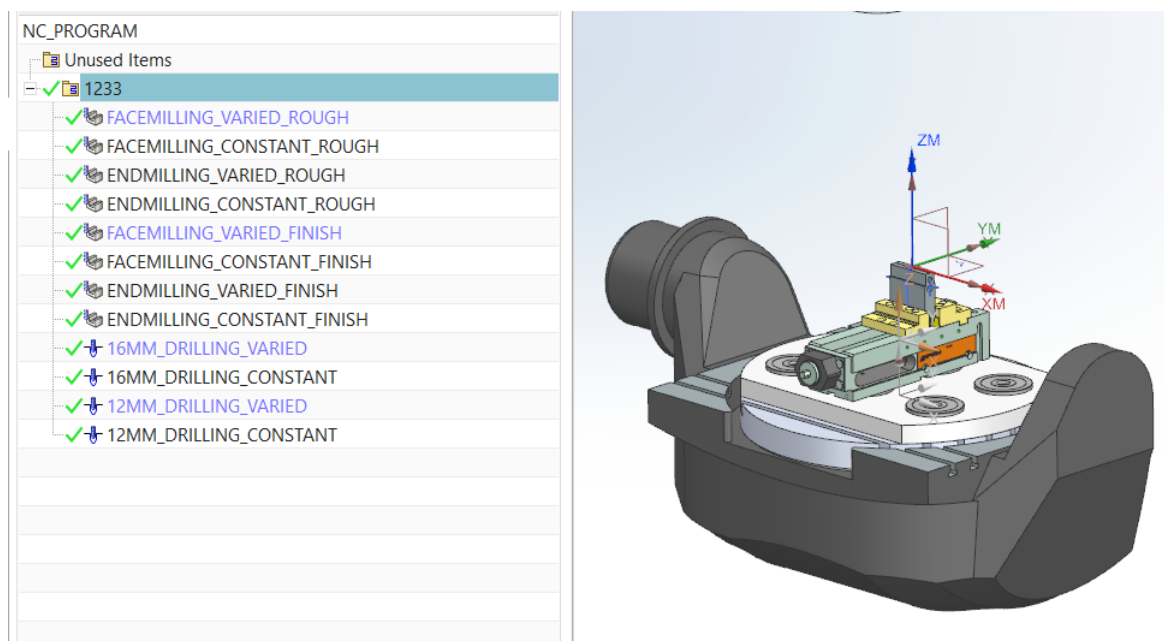 NC_PROGRAM
Unused Items
1233
FACEMILLING_VARIED_ROUGH
FACEMILLING_CONSTANT_ROUGH
ENDMILLING_VARIED_ROUGH
ENDMILLING_CONSTANT_ROUGH
FACEMILLING_VARIED_FINISH
FACEMILLING_CONSTANT_FINISH
ENDMILLING_VARIED_FINISH
ENDMILLING_CONSTANT_FINISH
16MM_DRILLING_VARIED
16MM_DRILLING_CONSTANT
12MM_DRILLING_VARIED
12MM_DRILLING_CONSTANT
ZM
YM
XM